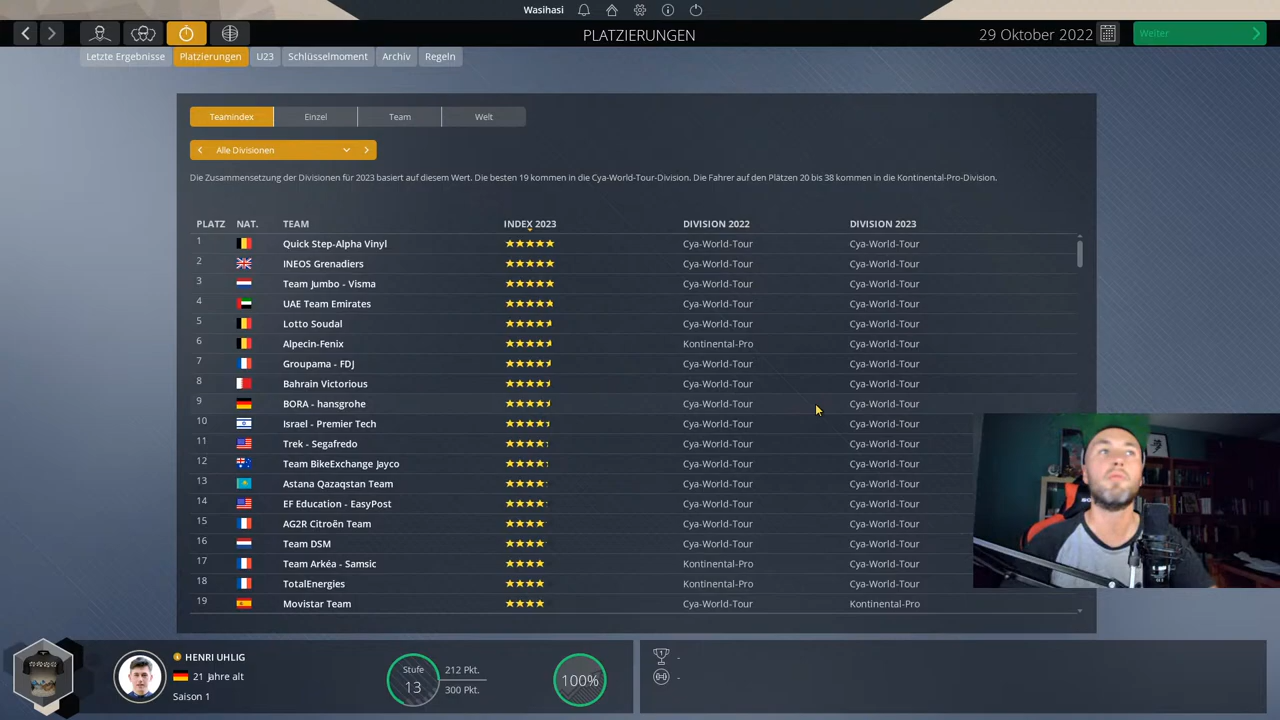 Wasihasi
PLATZIERUNGEN
29 Oktober 2022
Weiter
Letzte Ergebnisse Platzierungen U23 Schlüsselmoment Archiv Regeln
Teamindex Einzel Team Welt
Alle Divisionen
Die Zusammensetzung der Divisionen für 2023 basiert auf diesem Wert. Die besten 19 kommen in die Cya-World-Tour-Division. Die Fahrer auf den Plätzen 20 bis 38 kommen in die Kontinental-Pro-Division.
PLATZ NAT. TEAM INDEX 2023 DIVISION 2022 DIVISION 2023
1 Quick Step-Alpha Vinyl Cya-World-Tour Cya-World-Tour
2 INEOS Grenadiers Cya-World-Tour Cya-World-Tour
3 Team Jumbo - Visma Cya-World-Tour Cya-World-Tour
4 UAE Team Emirates Cya-World-Tour Cya-World-Tour
5 Lotto Soudal Cya-World-Tour Cya-World-Tour
6 Alpecin-Fenix Kontinental-Pro Cya-World-Tour
7 Groupama - FDJ Cya-World-Tour Cya-World-Tour
8 Bahrain Victorious Cya-World-Tour Cya-World-Tour
9 BORA - hansgrohe Cya-World-Tour Cya-World-Tour
10 Israel - Premier Tech Cya-World-Tour Cya-World-Tour
11 Trek - Segafredo Cya-World-Tour Cya-World-Tour
12 Team BikeExchange Jayco Cya-World-Tour Cya-World-Tour
13 Astana Qazaqstan Team Cya-World-Tour Cya-World-Tour
14 EF Education - EasyPost Cya-World-Tour Cya-World-Tour
15 AG2R Citroën Team Cya-World-Tour Cya-World-Tour
16 Team DSM Cya-World-Tour Cya-World-Tour
17 Team Arkéa - Samsic Kontinental-Pro Cya-World-Tour
18 TotalEnergies Kontinental-Pro Cya-World-Tour
19 Movistar Team Cya-World-Tour Kontinental-Pro
HENRI UHLIG
21 Jahre alt
Saison 1
Stufe
13
212 Pkt.
300 Pkt.
100%
-
-